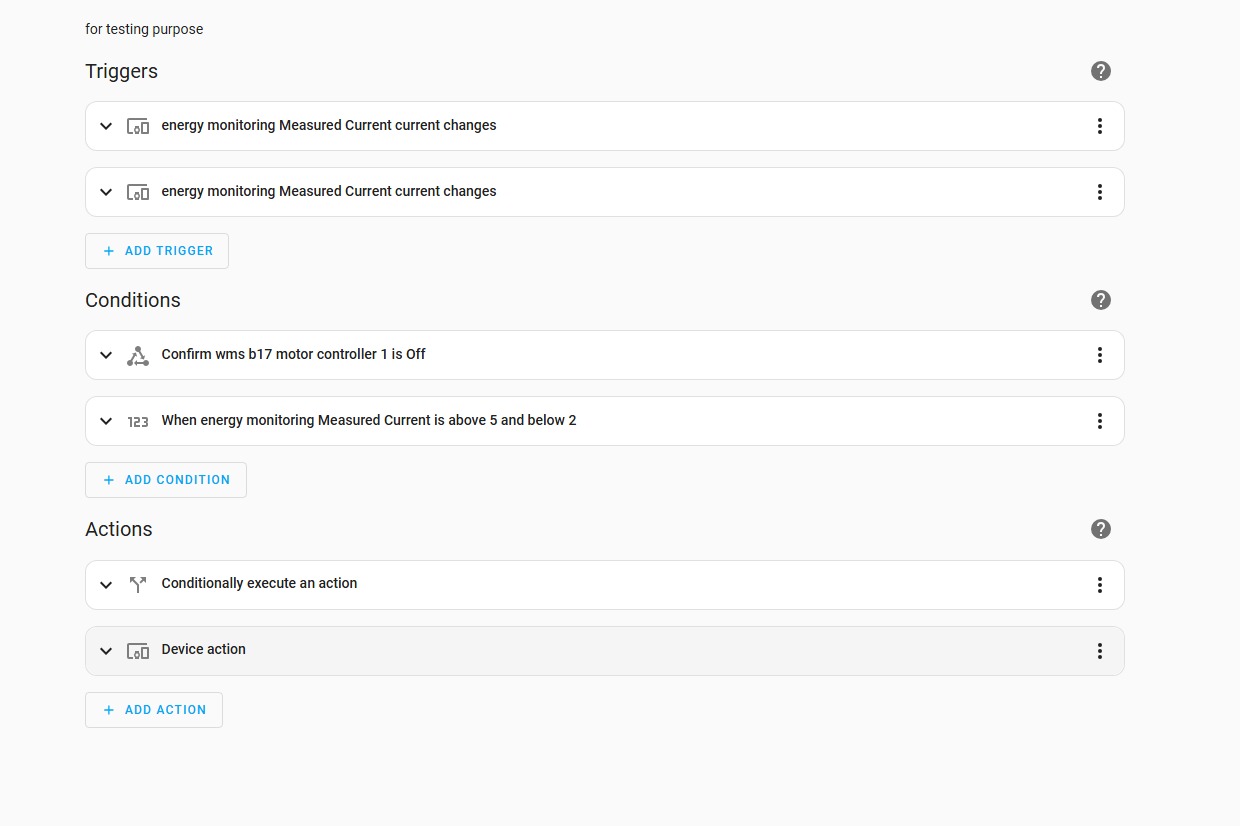 for testing purpose
Triggers
energy monitoring Measured Current current changes
energy monitoring Measured Current current changes
+ ADD TRIGGER
Conditions
Confirm wms b17 motor controller 1 is Off
123 When energy monitoring Measured Current is above 5 and below 2
+ ADD CONDITION
Actions
Conditionally execute an action
Device action
+ ADD ACTION